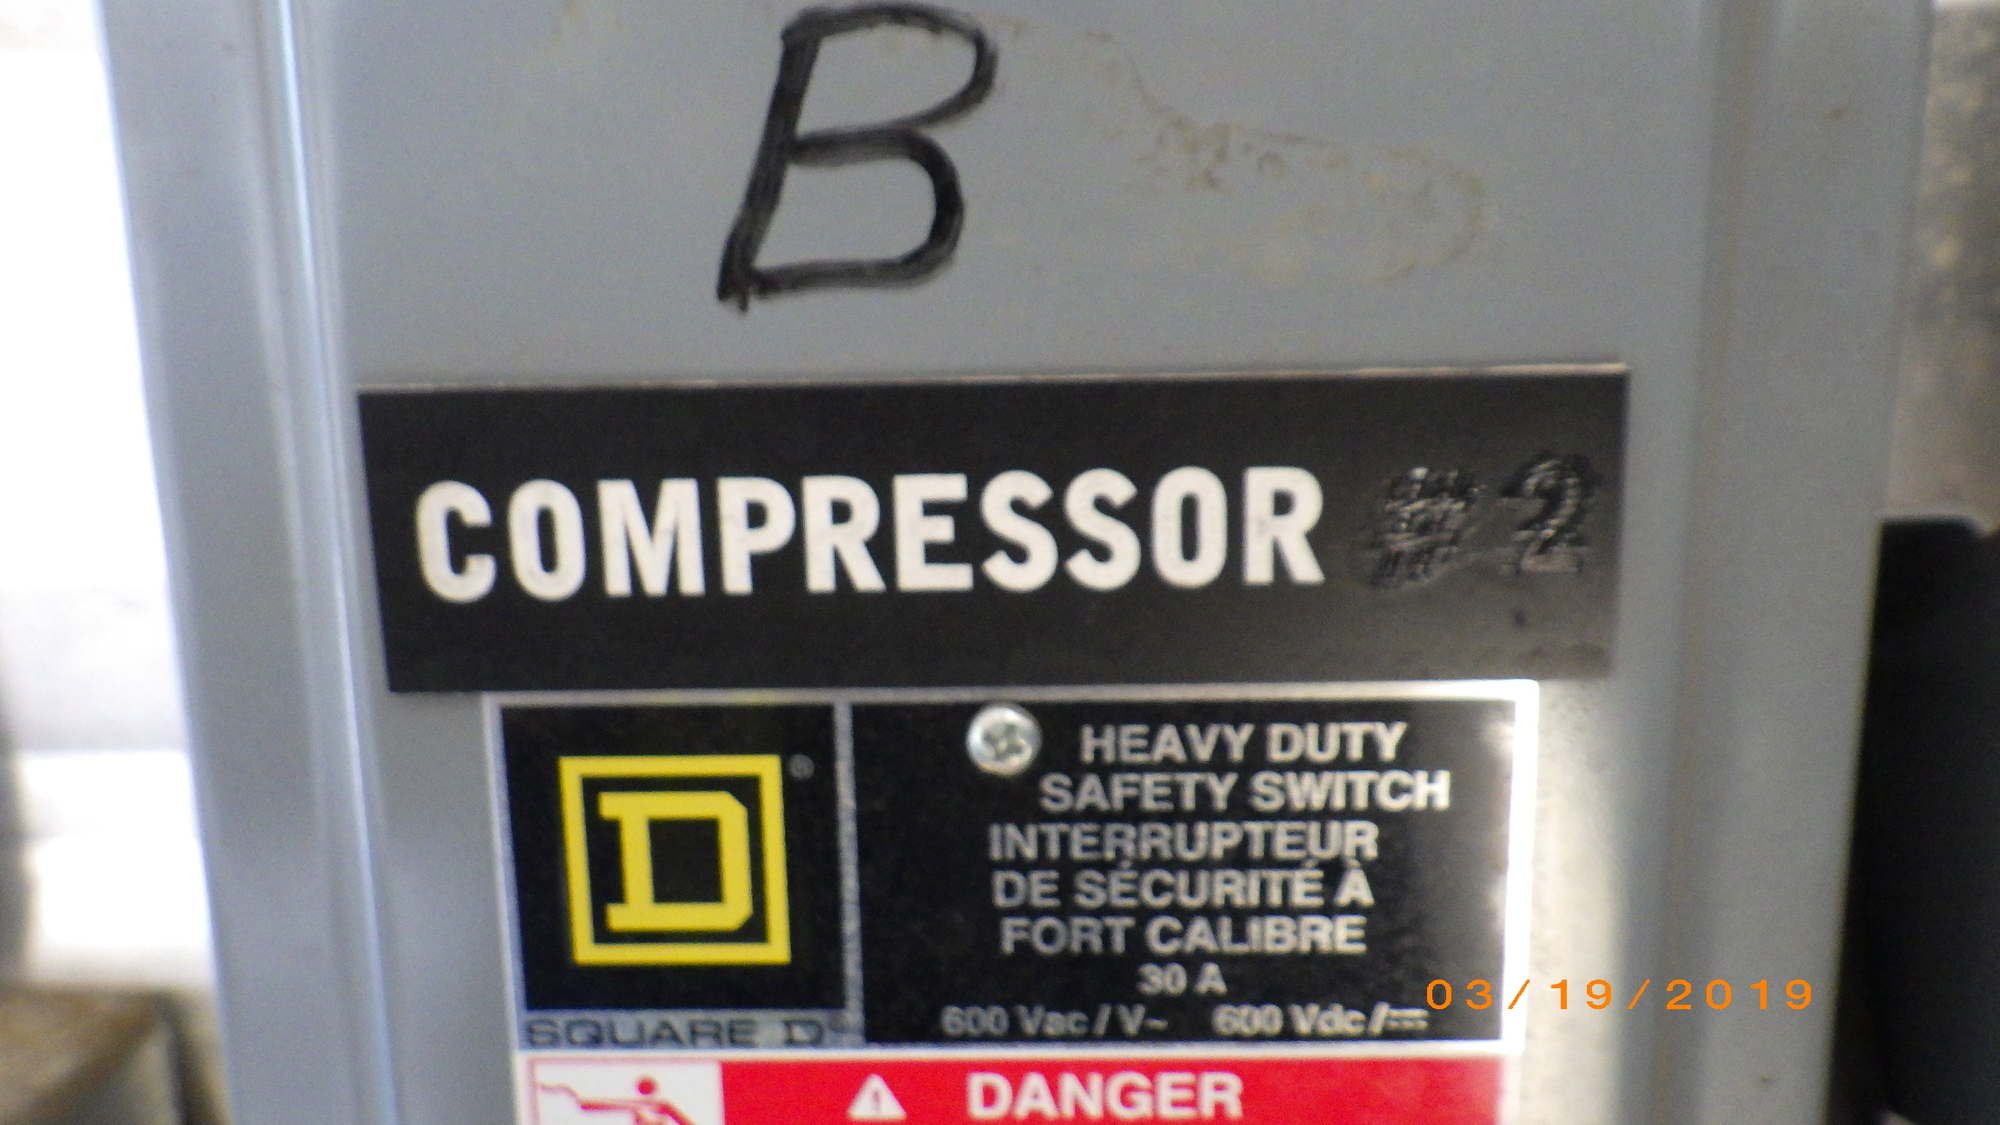 B
COMPRESSOR #2
D ®
HEAVY DUTY
SAFETY SWITCH
INTERRUPTEUR
DE SÉCURITÉ À
FORT CALIBRE
30 A
600 Vac / V~ 600 Vdc / ⎓
SQUARE D®
03/19/2019
DANGER